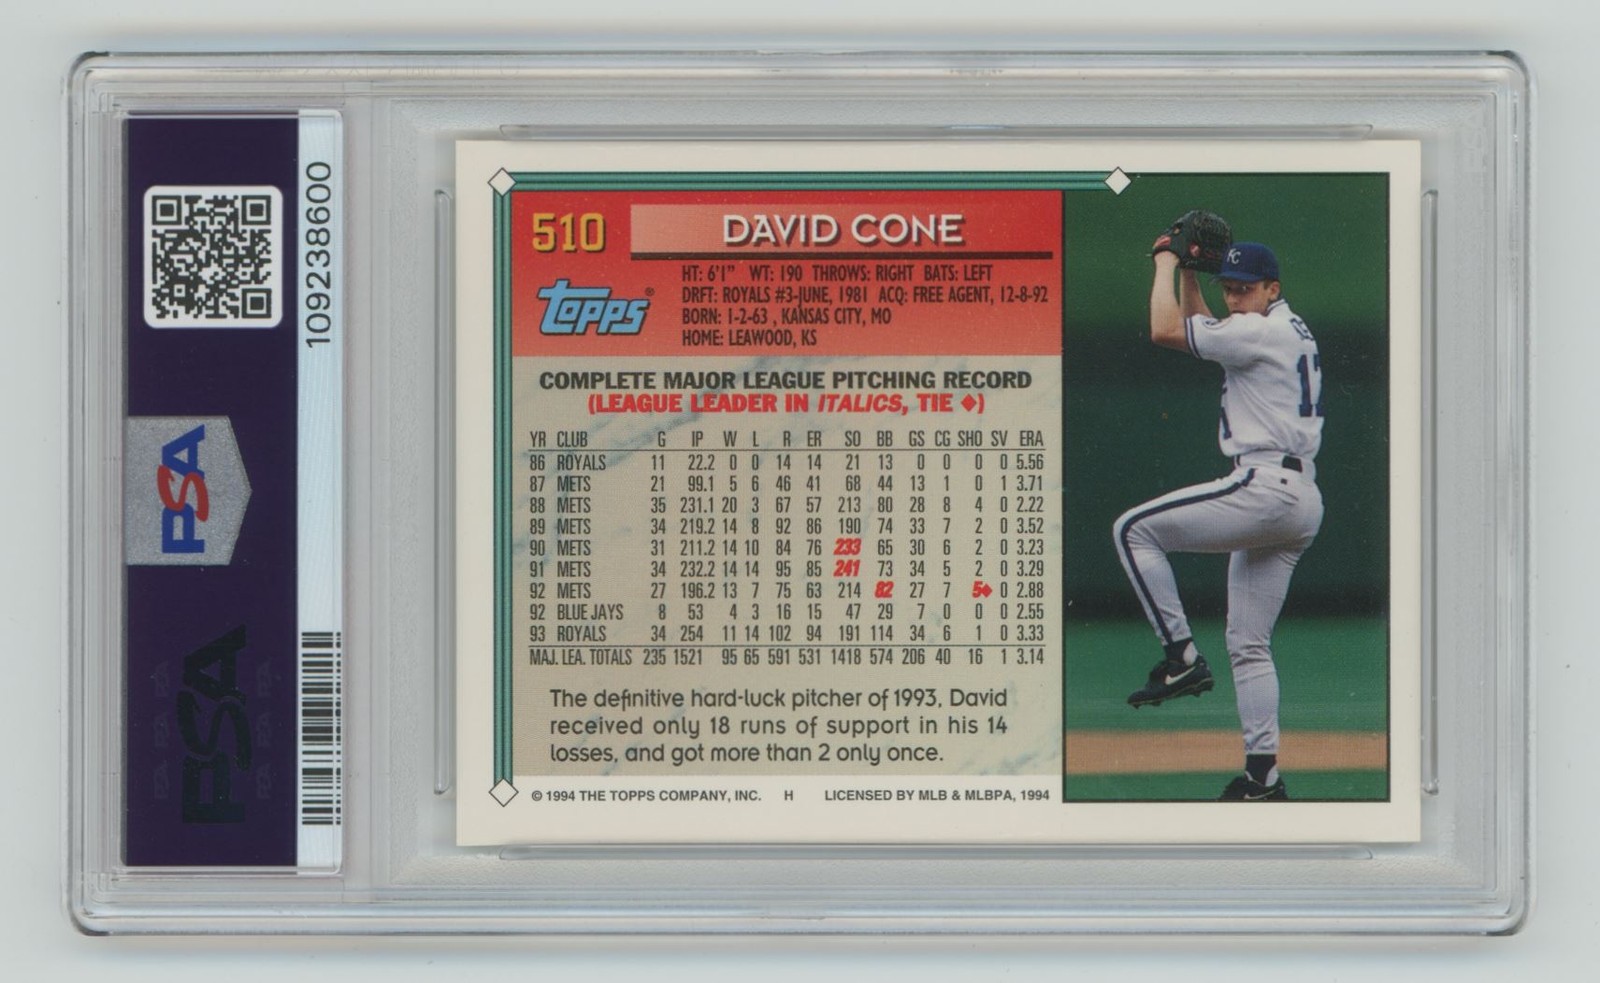 109238600
PSA
PSA
510
DAVID CONE
topps®
HT: 6'1" WT: 190 THROWS: RIGHT BATS: LEFT
DRFT: ROYALS #3-JUNE, 1981 ACQ: FREE AGENT, 12-8-92
BORN: 1-2-63 , KANSAS CITY, MO
HOME: LEAWOOD, KS
COMPLETE MAJOR LEAGUE PITCHING RECORD
(LEAGUE LEADER IN ITALICS, TIE ♦)
YR CLUB G IP W L R ER SO BB GS CG SHO SV ERA
86 ROYALS 11 22.2 0 0 14 14 21 13 0 0 0 0 5.56
87 METS 21 99.1 5 6 46 41 68 44 13 1 0 1 3.71
88 METS 35 231.1 20 3 67 57 213 80 28 8 4 0 2.22
89 METS 34 219.2 14 8 92 86 190 74 33 7 2 0 3.52
90 METS 31 211.2 14 10 84 76 233 65 30 6 2 0 3.23
91 METS 34 232.2 14 14 95 85 241 73 34 5 2 0 3.29
92 METS 27 196.2 13 7 75 63 214 82 27 7 5♦ 0 2.88
92 BLUE JAYS 8 53 4 3 16 15 47 29 7 0 0 0 2.55
93 ROYALS 34 254 11 14 102 94 191 114 34 6 1 0 3.33
MAJ. LEA. TOTALS 235 1521 95 65 591 531 1418 574 206 40 16 1 3.14
The definitive hard-luck pitcher of 1993, David
received only 18 runs of support in his 14
losses, and got more than 2 only once.
© 1994 THE TOPPS COMPANY, INC. H LICENSED BY MLB & MLBPA, 1994
KC